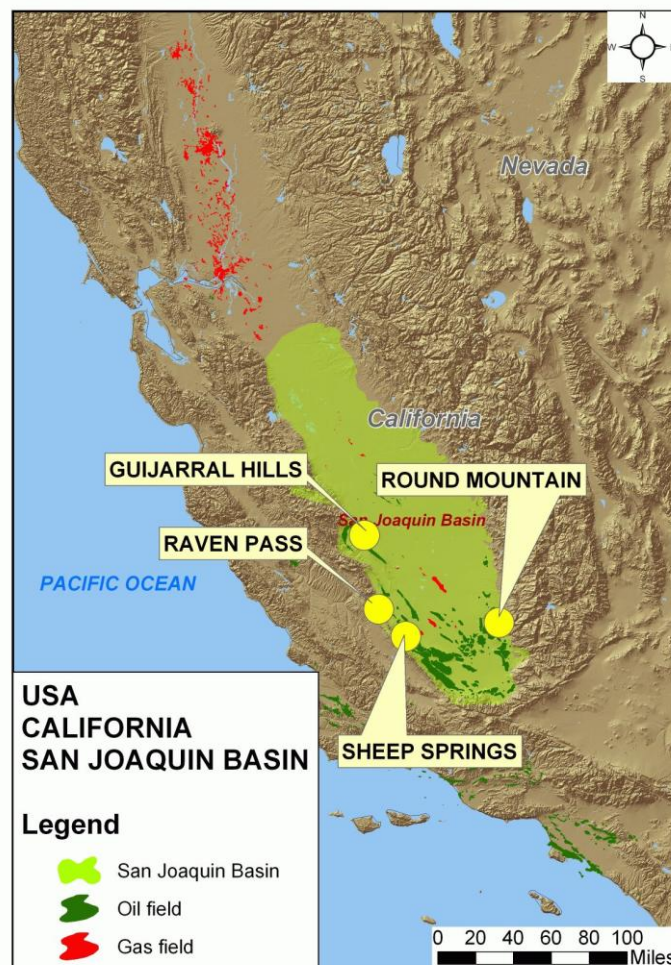 N
W
S
Nevada
California
GUIJARRAL HILLS
ROUND MOUNTAIN
San Joaquin Basin
RAVEN PASS
PACIFIC OCEAN
SHEEP SPRINGS
USA
CALIFORNIA
SAN JOAQUIN BASIN
Legend
San Joaquin Basin
Oil field
Gas field
0 20 40 60 80 100
Miles